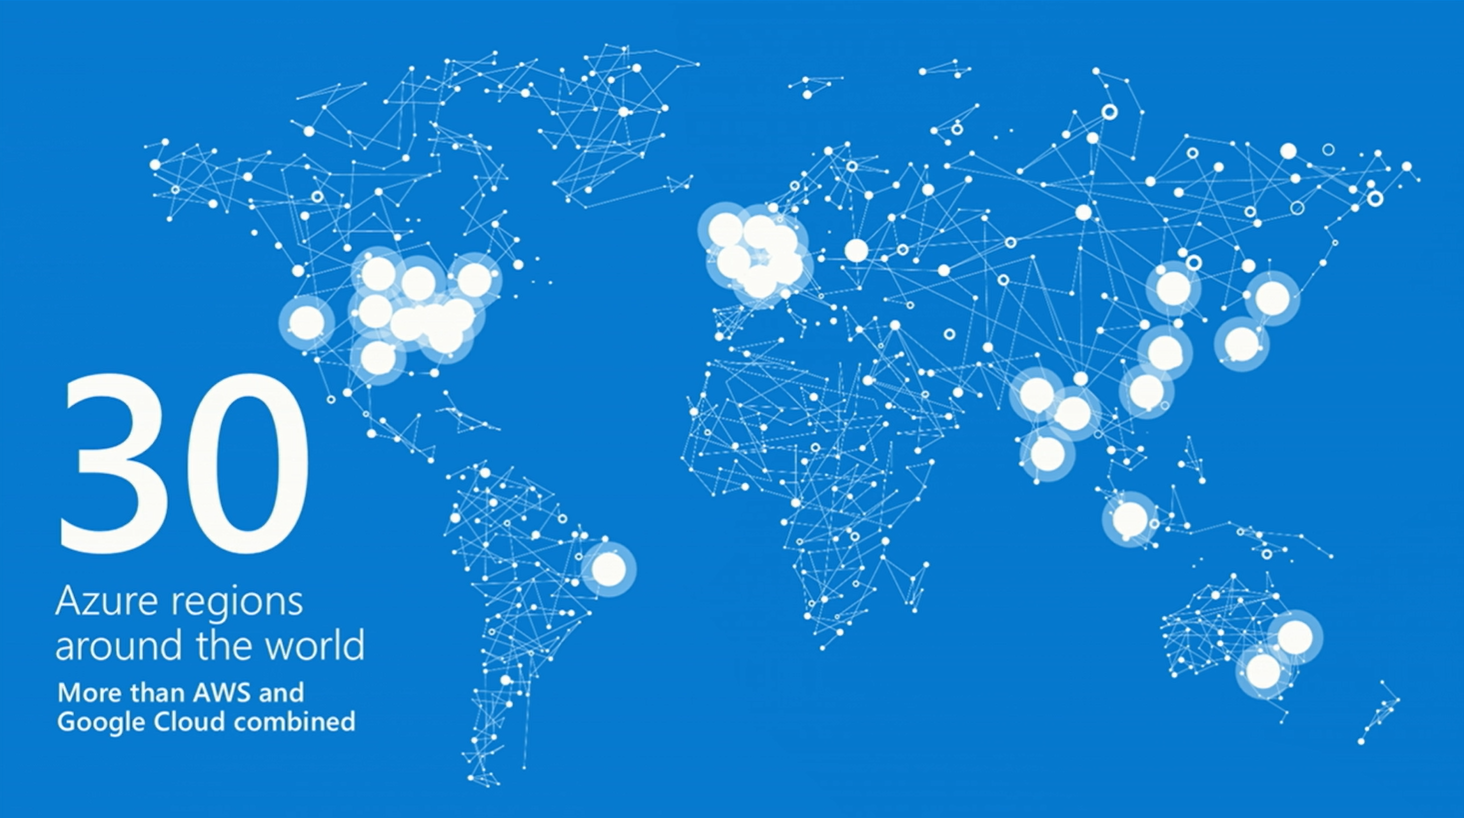 30
Azure regions
around the world
More than AWS and
Google Cloud combined